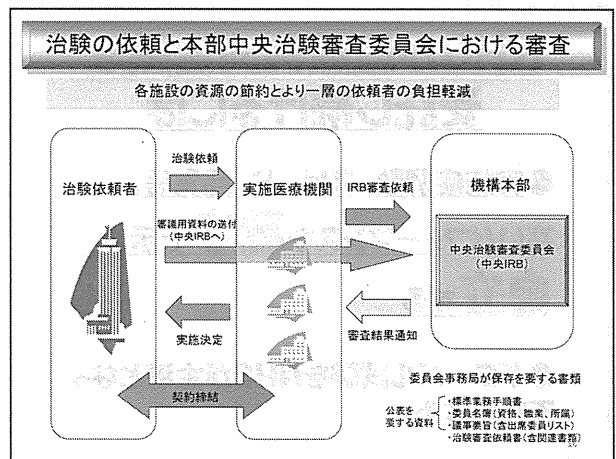 治験の依頼と本部中央治験審査委員会における審査
各施設の資源の節約とより一層の依頼者の負担軽減
治験依頼者
治験依頼
実施医療機関
IRB審査依頼
機構本部
審議用資料の送付
(中央IRBへ)
中央治験審査委員会
(中央IRB)
実施決定
審査結果通知
契約締結
委員会事務局が保存を要する書類
公表を
要する資料
・標準業務手順書
・委員名簿(資格、職業、所属)
・議事要旨(含出席委員リスト)
・治験審査依頼書(含関連書類)